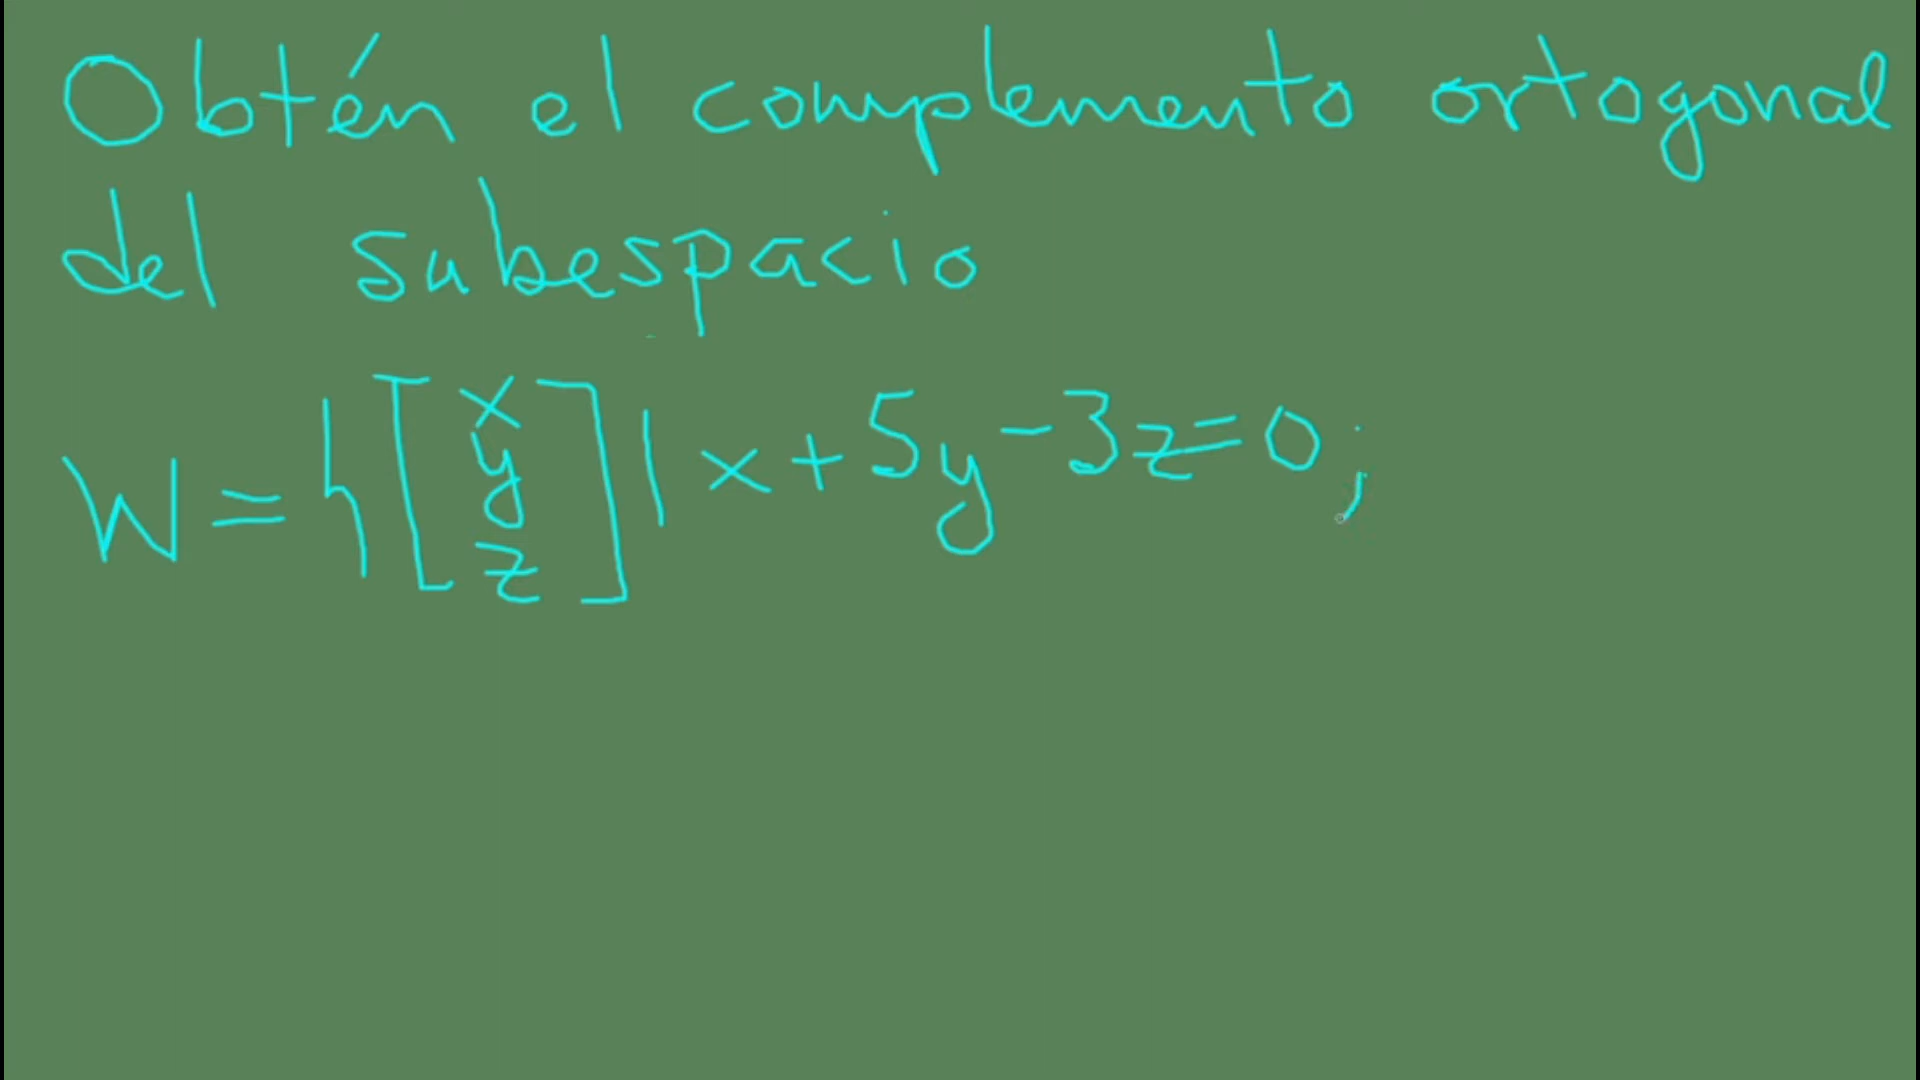 Obtén el complemento ortogonal
del subespacio
W = { [x y z] | x + 5y - 3z = 0;